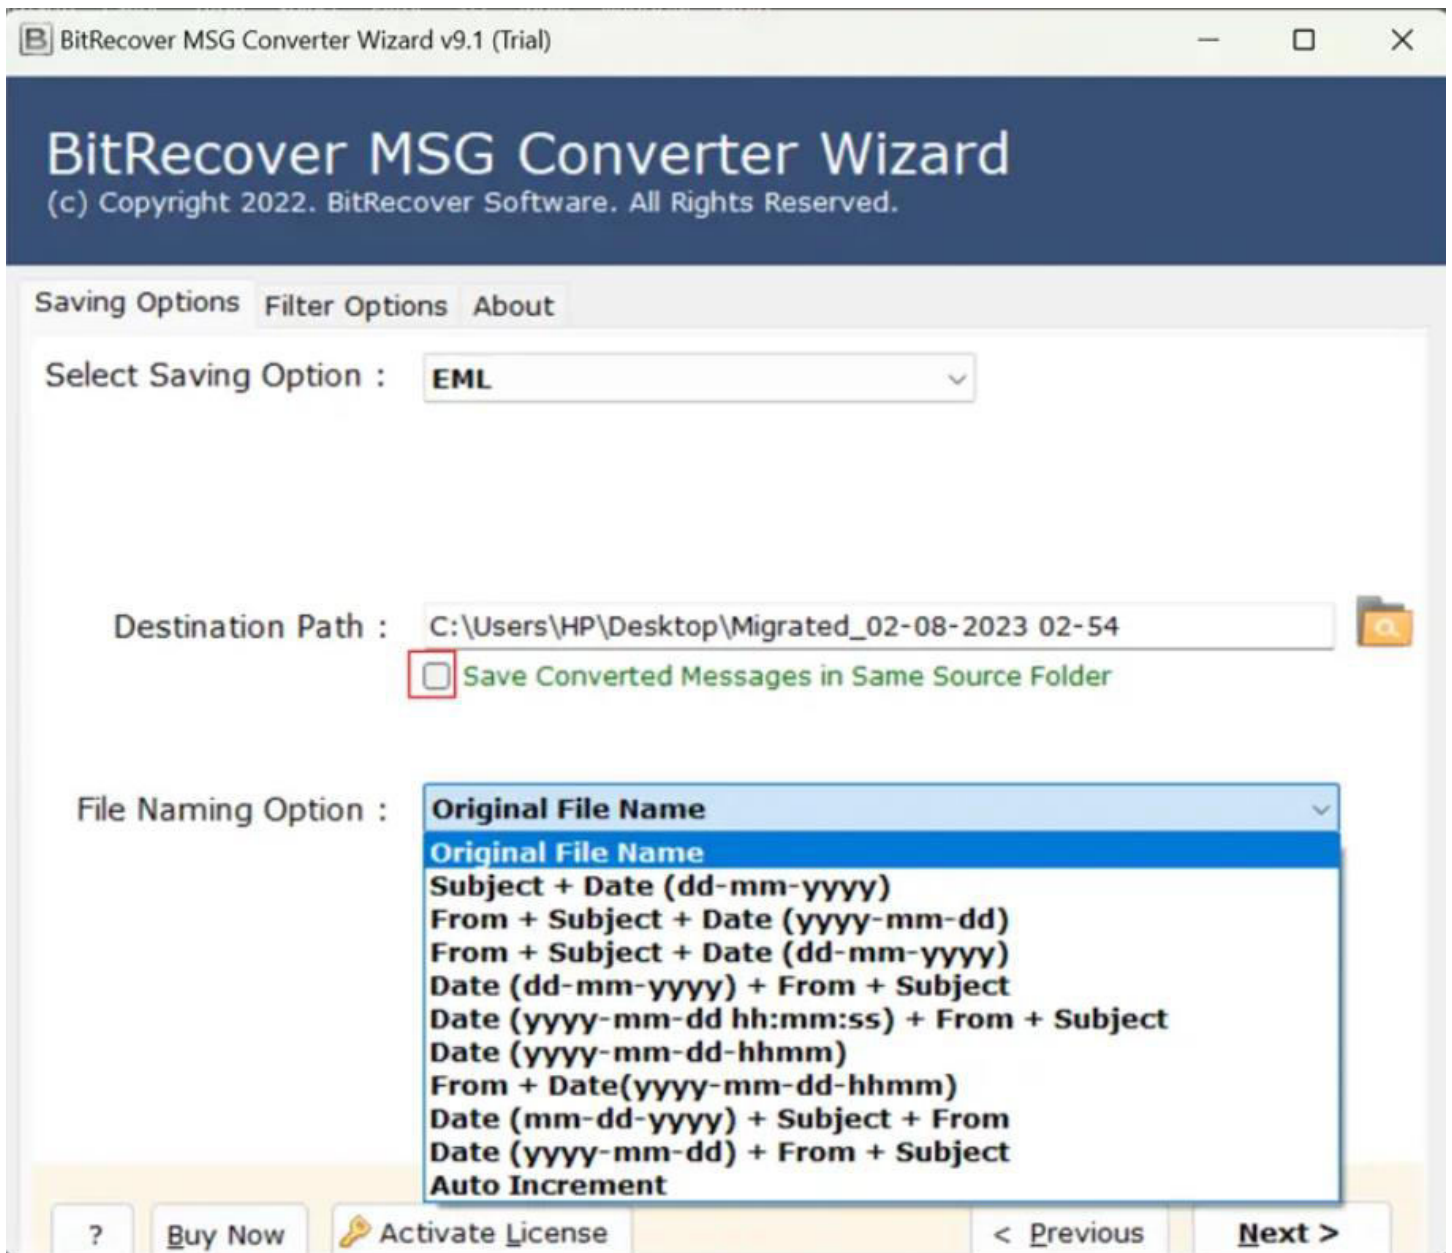 BitRecover MSG Converter Wizard v9.1 (Trial)
BitRecover MSG Converter Wizard
(c) Copyright 2022. BitRecover Software. All Rights Reserved.
Saving Options Filter Options About
Select Saving Option : EML
Destination Path : C:\Users\HP\Desktop\Migrated_02-08-2023 02-54
Save Converted Messages in Same Source Folder
File Naming Option : Original File Name
Original File Name
Subject + Date (dd-mm-yyyy)
From + Subject + Date (yyyy-mm-dd)
From + Subject + Date (dd-mm-yyyy)
Date (dd-mm-yyyy) + From + Subject
Date (yyyy-mm-dd hh:mm:ss) + From + Subject
Date (yyyy-mm-dd-hhmm)
From + Date(yyyy-mm-dd-hhmm)
Date (mm-dd-yyyy) + Subject + From
Date (yyyy-mm-dd) + From + Subject
Auto Increment
? Buy Now Activate License < Previous Next >